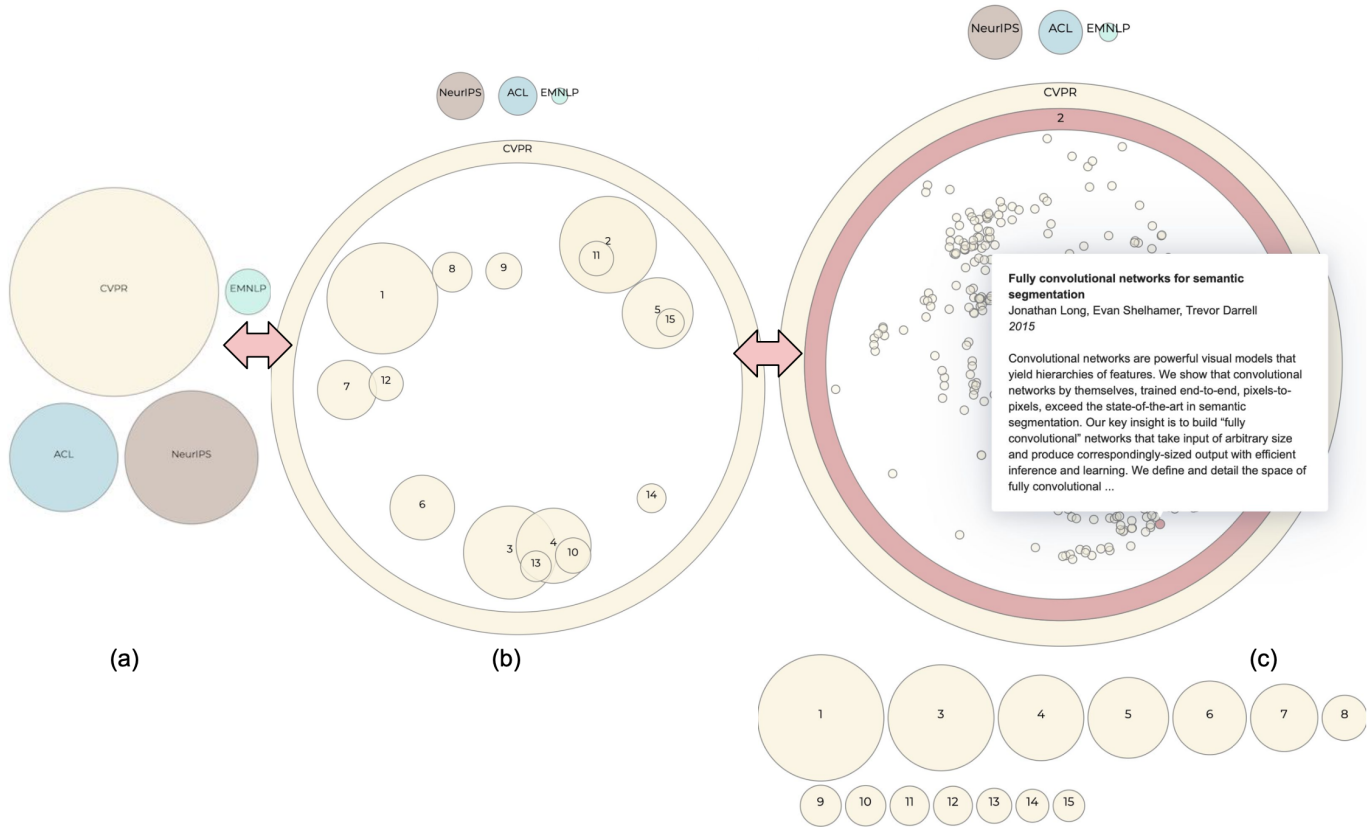 CVPR
EMNLP
ACL
NeurIPS
(a)
NeurIPS
ACL
EMNLP
CVPR
1
8
9
2
11
5
15
7
12
6
3
4
13
10
14
(b)
NeurIPS
ACL
EMNLP
CVPR
2
Fully convolutional networks for semantic
segmentation
Jonathan Long, Evan Shelhamer, Trevor Darrell
2015
Convolutional networks are powerful visual models that
yield hierarchies of features. We show that convolutional
networks by themselves, trained end-to-end, pixels-to-
pixels, exceed the state-of-the-art in semantic
segmentation. Our key insight is to build “fully
convolutional” networks that take input of arbitrary size
and produce correspondingly-sized output with efficient
inference and learning. We define and detail the space of
fully convolutional ...
(c)
1
3
4
5
6
7
8
9
10
11
12
13
14
15